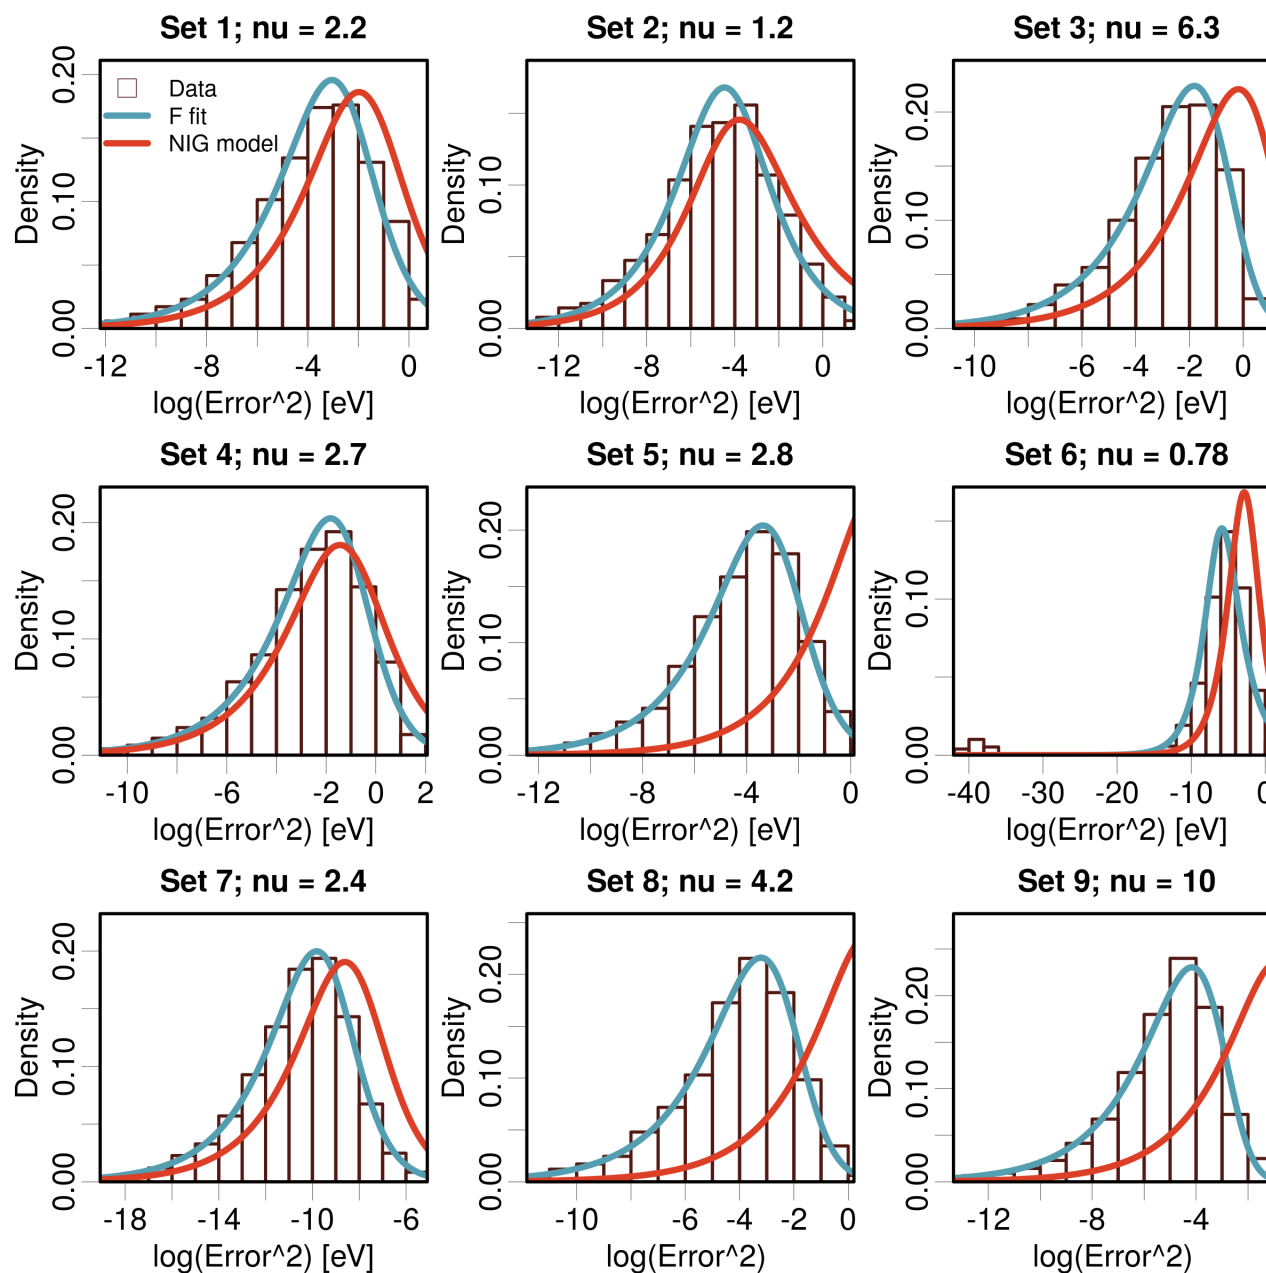 Set 1; nu = 2.2
Set 2; nu = 1.2
Set 3; nu = 6.3
Data
F fit
NIG model
Density
0.00 0.10 0.20
-12 -8 -4 0
log(Error^2) [eV]
Density
0.00 0.10
-12 -8 -4 0
log(Error^2) [eV]
Density
0.00 0.10 0.20
-10 -6 -4 -2 0
log(Error^2) [eV]
Set 4; nu = 2.7
Set 5; nu = 2.8
Set 6; nu = 0.78
Density
0.00 0.10 0.20
-10 -6 -2 0 2
log(Error^2) [eV]
Density
0.00 0.10 0.20
-12 -8 -4 0
log(Error^2) [eV]
Density
0.00 0.10
-40 -30 -20 -10 0
log(Error^2) [eV]
Set 7; nu = 2.4
Set 8; nu = 4.2
Set 9; nu = 10
Density
0.00 0.10 0.20
-18 -14 -10 -6
log(Error^2) [eV]
Density
0.00 0.10 0.20
-10 -6 -4 -2 0
log(Error^2)
Density
0.00 0.10 0.20
-12 -8 -4
log(Error^2)